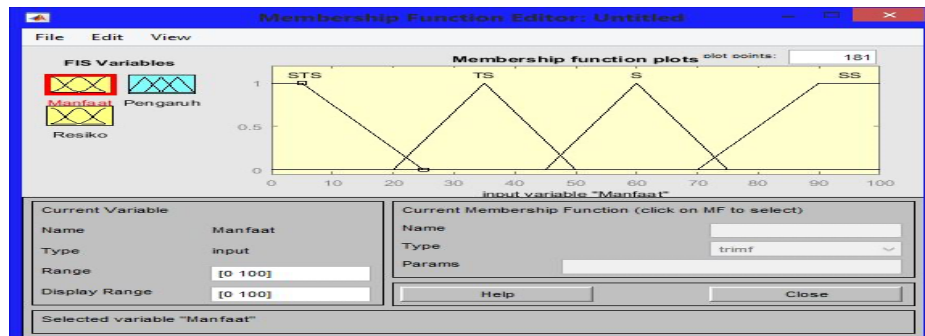 Membership Function Editor: Untitled
File Edit View
FIS Variables
Manfaat Pengaruh
Resiko
Membership function plots plot points: 181
STS TS S SS
1
0.5
0
0 10 20 30 40 50 60 70 80 90 100
input variable "Manfaat"
Current Variable
Name Manfaat
Type input
Range [0 100]
Display Range [0 100]
Current Membership Function (click on MF to select)
Name
Type trimf
Params
Help Close
Selected variable "Manfaat"